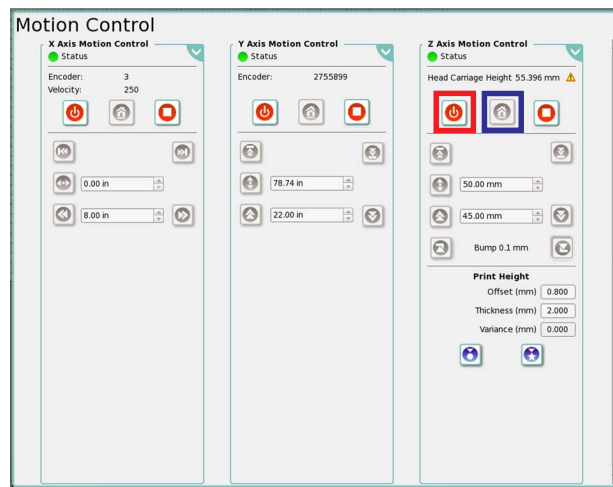 Motion Control
X Axis Motion Control
Status
Encoder: 3
Velocity: 250
0.00 in
8.00 in
Y Axis Motion Control
Status
Encoder: 2755899
78.74 in
22.00 in
Z Axis Motion Control
Status
Head Carriage Height 55.396 mm
50.00 mm
45.00 mm
Bump 0.1 mm
Print Height
Offset (mm) 0.800
Thickness (mm) 2.000
Variance (mm) 0.000